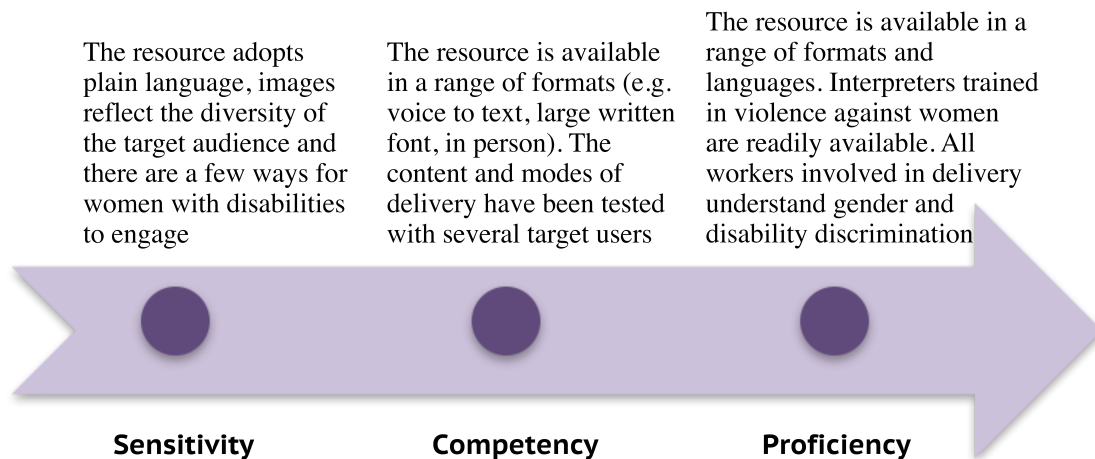 The resource adopts
plain language, images
reflect the diversity of
the target audience and
there are a few ways for
women with disabilities
to engage
The resource is available
in a range of formats (e.g.
voice to text, large written
font, in person). The
content and modes of
delivery have been tested
with several target users
The resource is available in a
range of formats and
languages. Interpreters trained
in violence against women
are readily available. All
workers involved in delivery
understand gender and
disability discrimination
Sensitivity
Competency
Proficiency